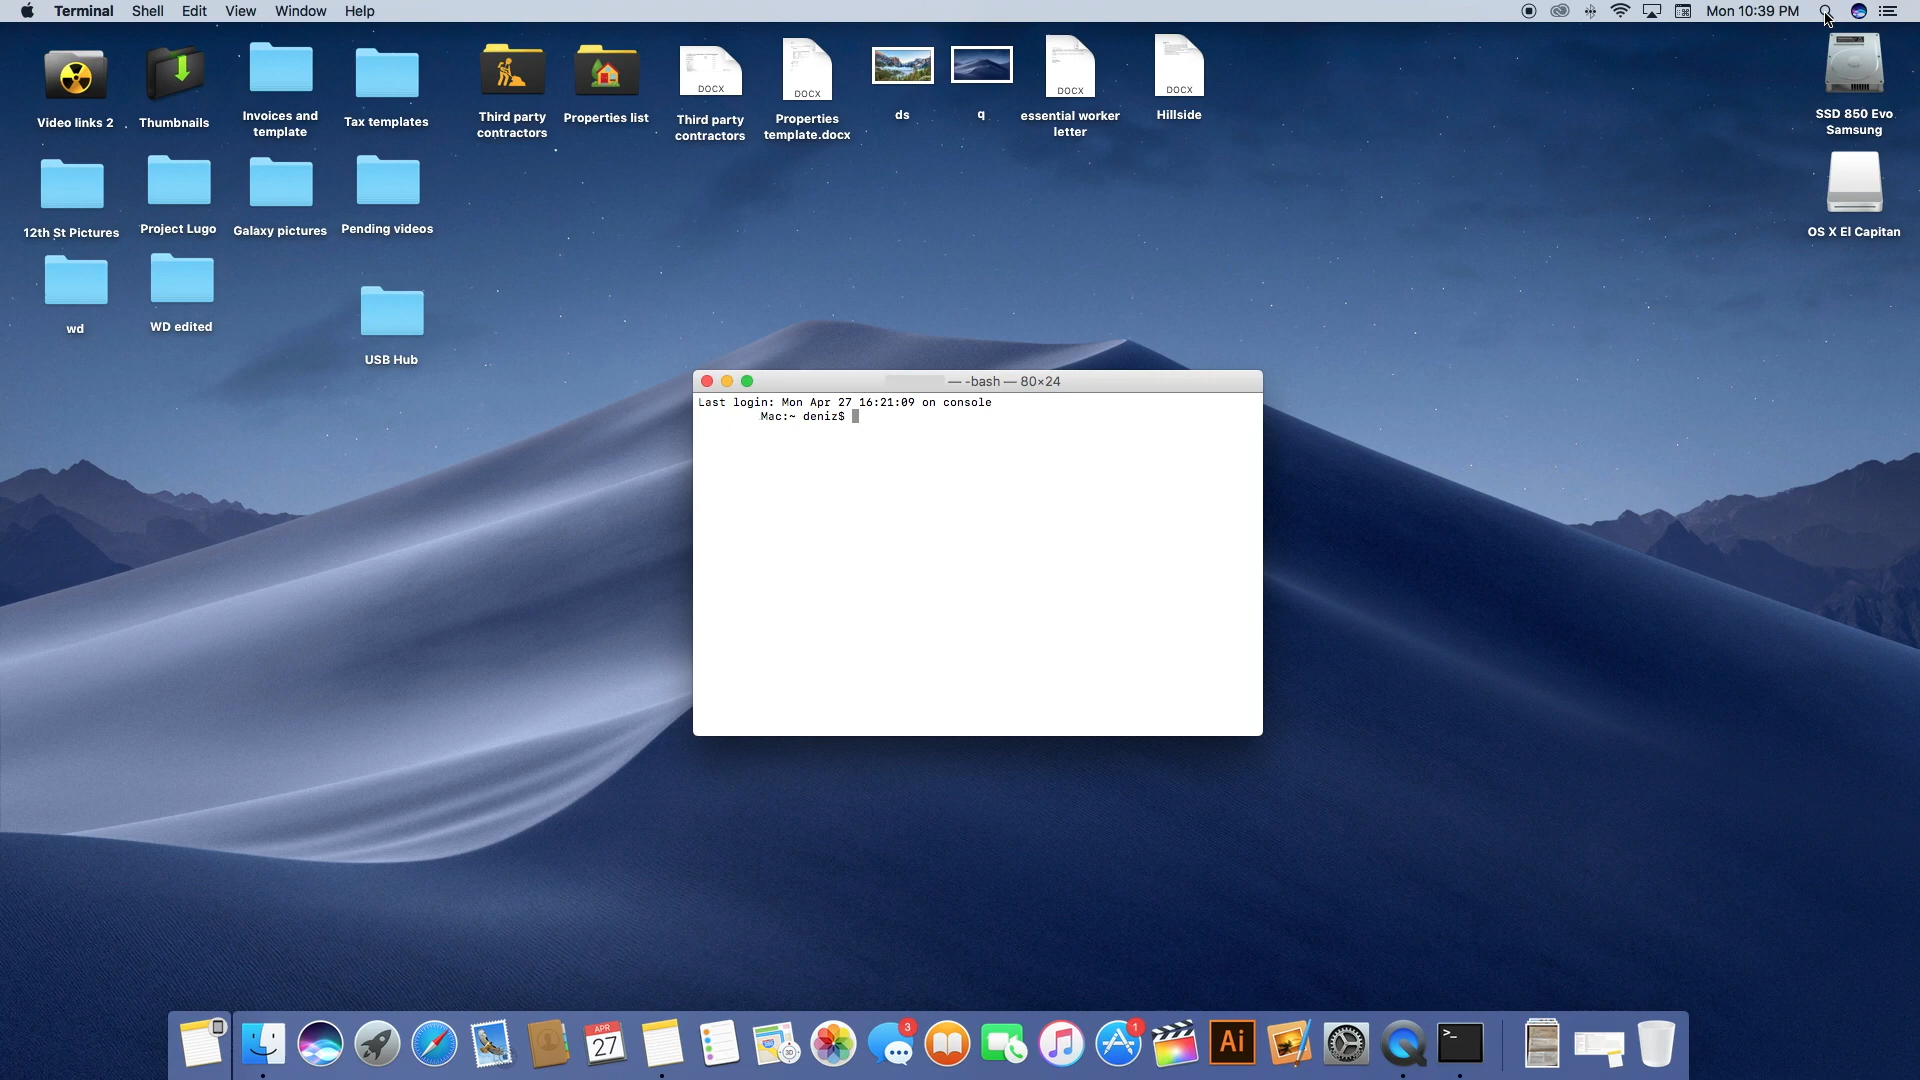 Terminal Shell Edit View Window Help Mon 10:39 PM
Video links 2
Thumbnails
Invoices and
template
Tax templates
Third party
contractors
Properties list
DOCX
Third party
contractors
DOCX
Properties
template.docx
ds
q
DOCX
essential worker
letter
DOCX
Hillside
SSD 850 Evo
Samsung
12th St Pictures
Project Lugo
Galaxy pictures
Pending videos
OS X El Capitan
wd
WD edited
USB Hub
— -bash — 80×24
Last login: Mon Apr 27 16:21:09 on console
Mac:~ deniz$
APR
27
3D
3
1
Ai
>_